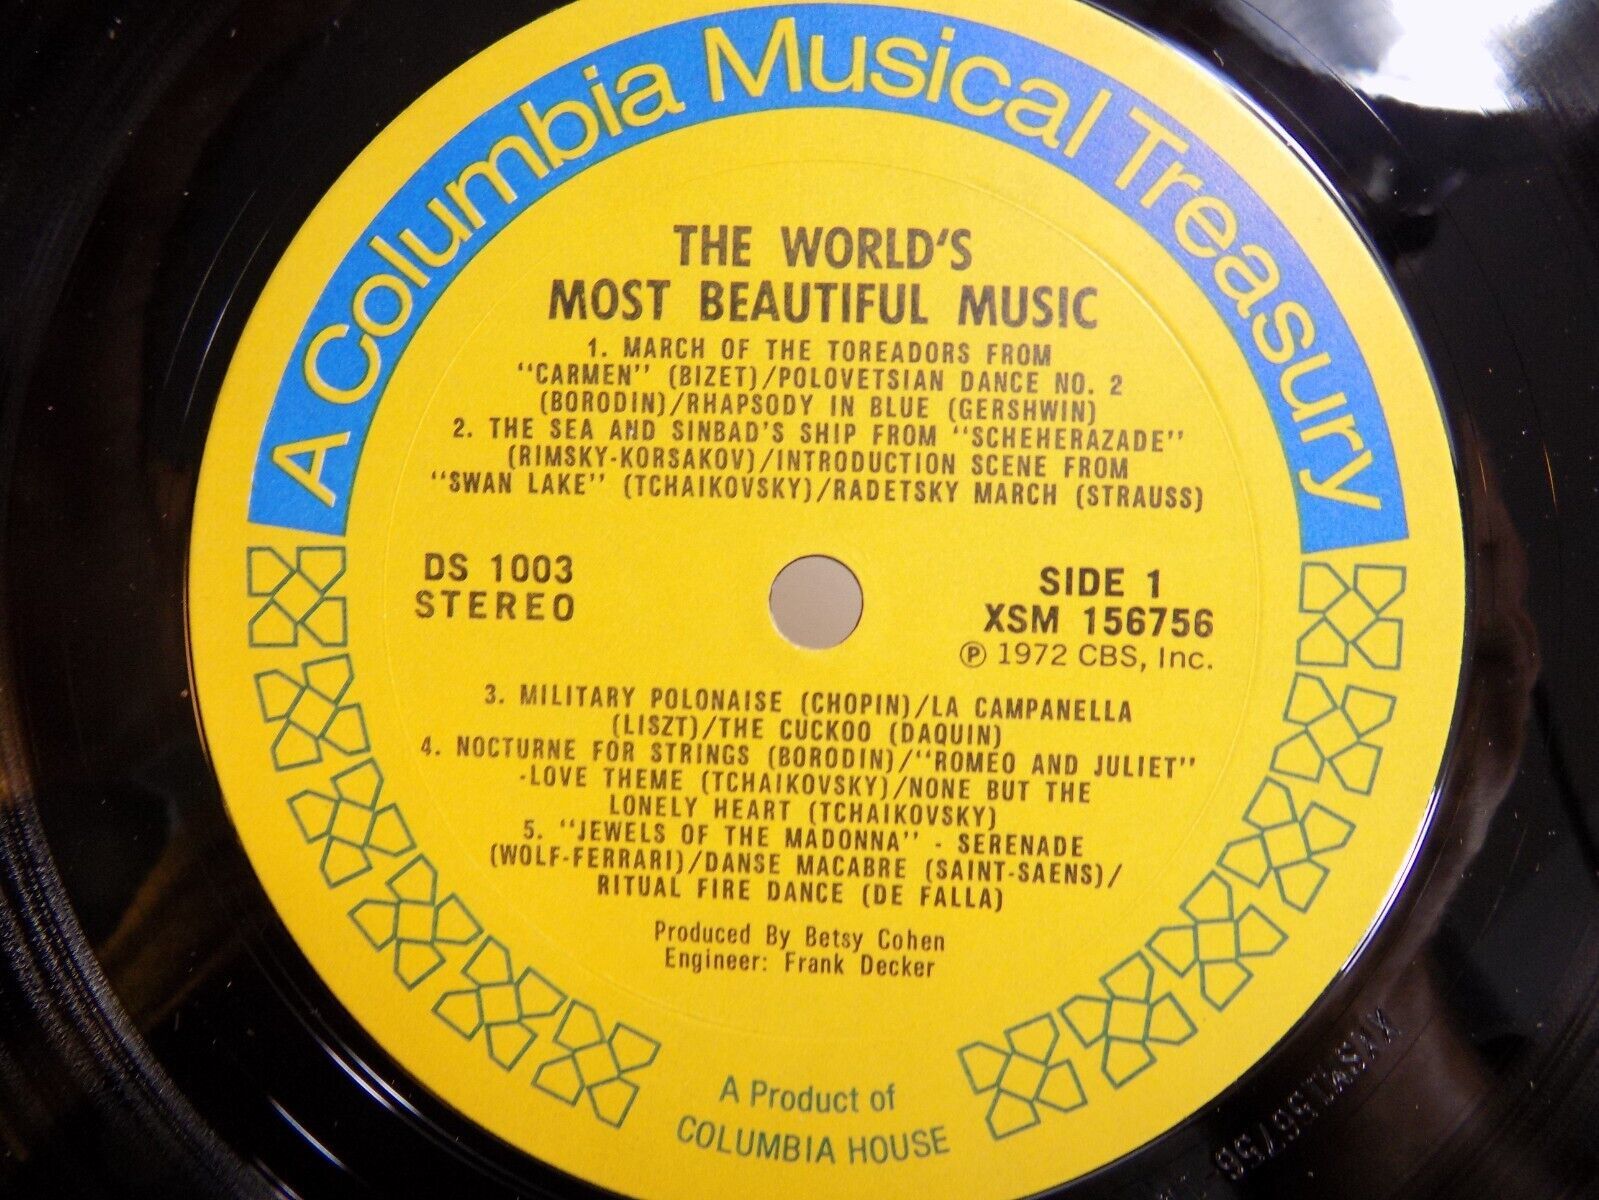 A Columbia Musical Treasury
THE WORLD'S
MOST BEAUTIFUL MUSIC
1. MARCH OF THE TOREADORS FROM
"CARMEN" (BIZET)/POLOVETSIAN DANCE NO. 2
(BORODIN)/RHAPSODY IN BLUE (GERSHWIN)
2. THE SEA AND SINBAD'S SHIP FROM "SCHEHERAZADE"
(RIMSKY-KORSAKOV)/INTRODUCTION SCENE FROM
"SWAN LAKE" (TCHAIKOVSKY)/RADETSKY MARCH (STRAUSS)
DS 1003
STEREO
SIDE 1
XSM 156756
℗ 1972 CBS, Inc.
3. MILITARY POLONAISE (CHOPIN)/LA CAMPANELLA
(LISZT)/THE CUCKOO (DAQUIN)
4. NOCTURNE FOR STRINGS (BORODIN)/"ROMEO AND JULIET"
-LOVE THEME (TCHAIKOVSKY)/NONE BUT THE
LONELY HEART (TCHAIKOVSKY)
5. "JEWELS OF THE MADONNA" - SERENADE
(WOLF-FERRARI)/DANSE MACABRE (SAINT-SAENS)/
RITUAL FIRE DANCE (DE FALLA)
Produced By Betsy Cohen
Engineer: Frank Decker
A Product of
COLUMBIA HOUSE